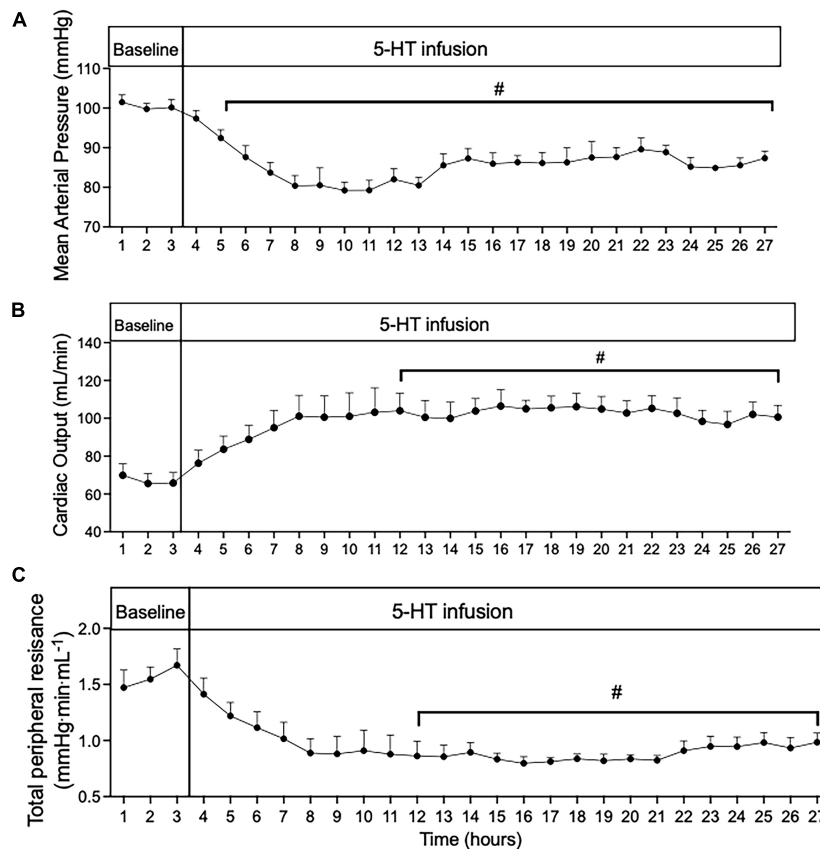 A
Baseline
5-HT infusion
Mean Arterial Pressure (mmHg)
110
100
90
80
70
#
1 2 3 4 5 6 7 8 9 10 11 12 13 14 15 16 17 18 19 20 21 22 23 24 25 26 27
B
Baseline
5-HT infusion
Cardiac Output (mL/min)
140
120
100
80
60
40
#
1 2 3 4 5 6 7 8 9 10 11 12 13 14 15 16 17 18 19 20 21 22 23 24 25 26 27
C
Baseline
5-HT infusion
Total peripheral resisance
(mmHg·min·mL⁻¹)
2.0
1.5
1.0
0.5
#
1 2 3 4 5 6 7 8 9 10 11 12 13 14 15 16 17 18 19 20 21 22 23 24 25 26 27
Time (hours)